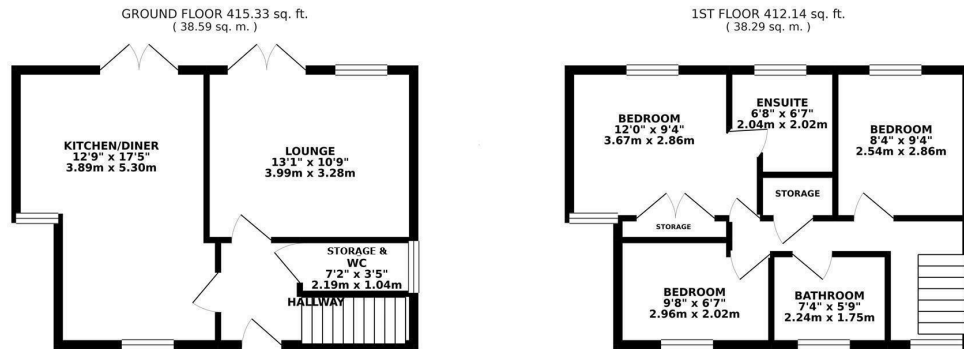 GROUND FLOOR 415.33 sq. ft.
( 38.59 sq. m. )
KITCHEN/DINER
12'9" x 17'5"
3.89m x 5.30m
LOUNGE
13'1" x 10'9"
3.99m x 3.28m
STORAGE &
WC
7'2" x 3'5"
2.19m x 1.04m
HALLWAY
1ST FLOOR 412.14 sq. ft.
( 38.29 sq. m. )
BEDROOM
12'0" x 9'4"
3.67m x 2.86m
ENSUITE
6'8" x 6'7"
2.04m x 2.02m
BEDROOM
8'4" x 9'4"
2.54m x 2.86m
STORAGE
STORAGE
BEDROOM
9'8" x 6'7"
2.96m x 2.02m
BATHROOM
7'4" x 5'9"
2.24m x 1.75m